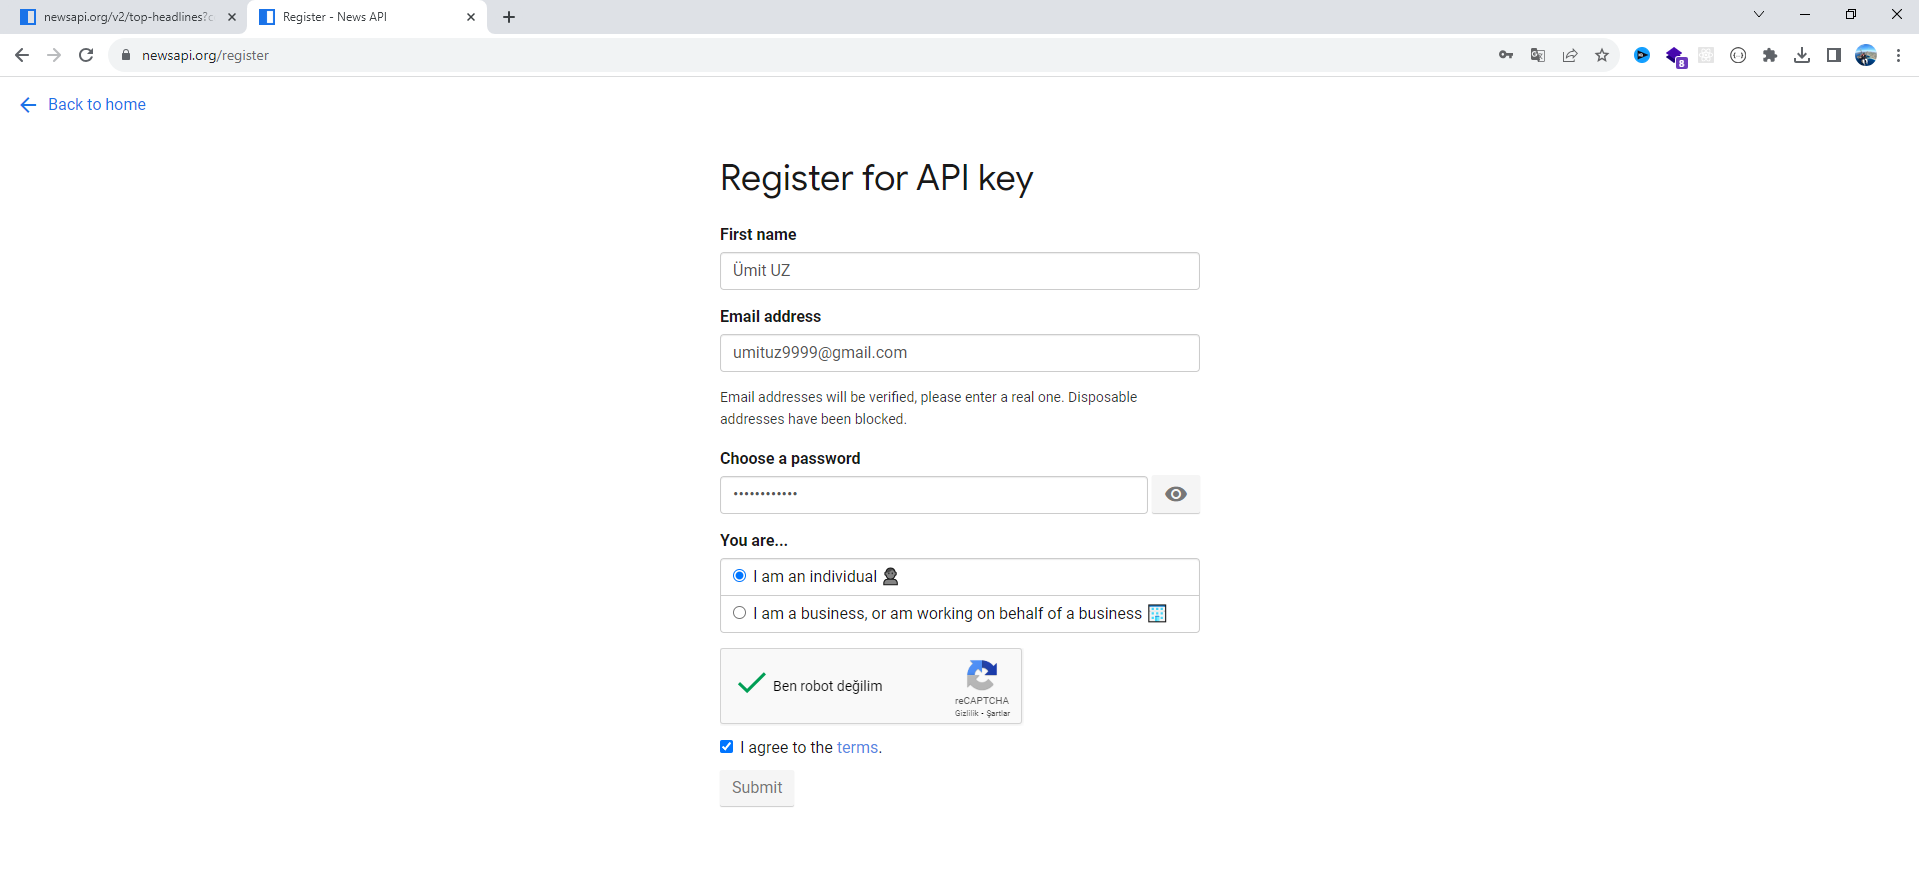 newsapi.org/v2/top-headlines?c
Register - News API
newsapi.org/register
8
Back to home
Register for API key
First name
Ümit UZ
Email address
umituz9999@gmail.com
Email addresses will be verified, please enter a real one. Disposable
addresses have been blocked.
Choose a password
••••••••••••
You are...
I am an individual
I am a business, or am working on behalf of a business
Ben robot değilim
reCAPTCHA
Gizlilik - Şartlar
I agree to the terms.
Submit